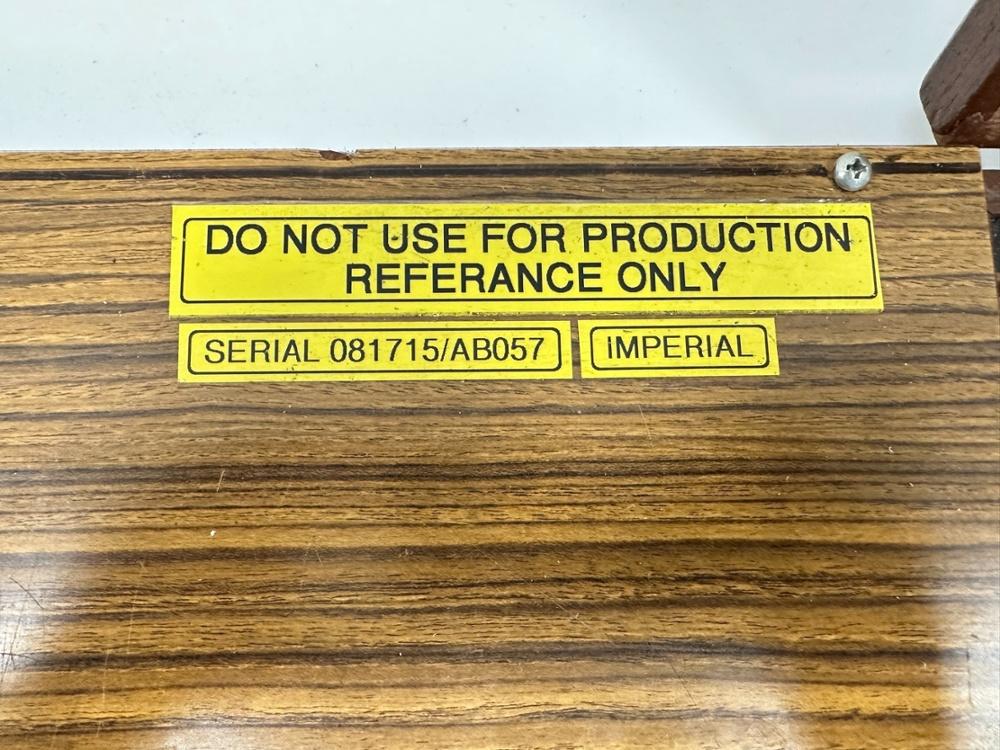 DO NOT USE FOR PRODUCTION
REFERANCE ONLY
SERIAL 081715/AB057
IMPERIAL